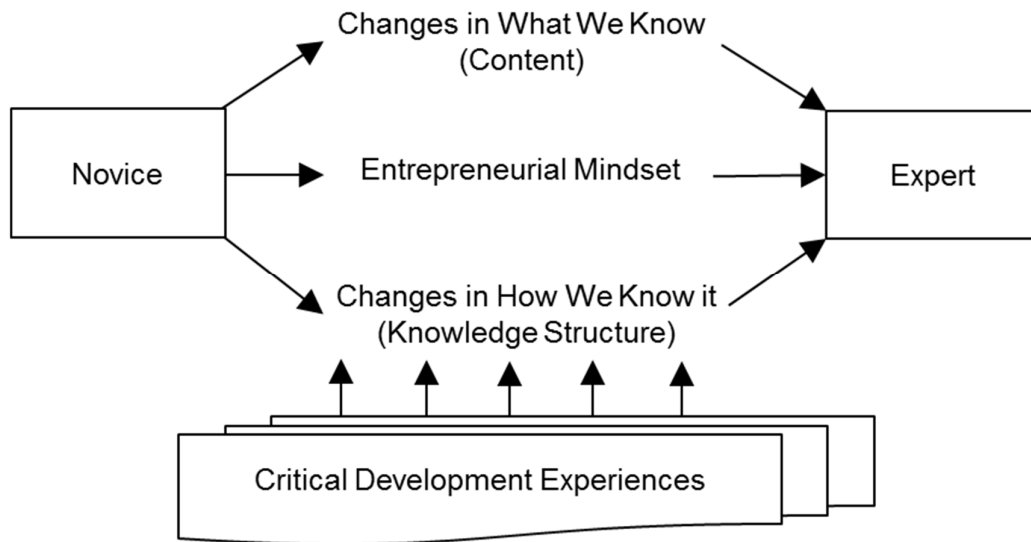 Changes in What We Know
(Content)
Novice
Entrepreneurial Mindset
Expert
Changes in How We Know it
(Knowledge Structure)
Critical Development Experiences